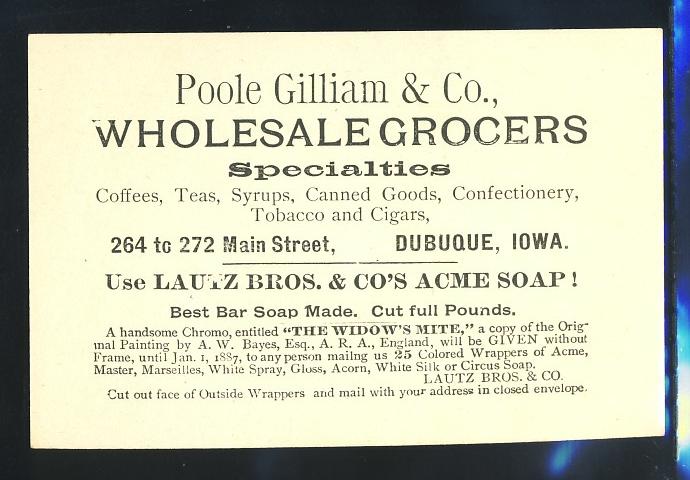 Poole Gilliam & Co.,
WHOLESALE GROCERS
Specialties
Coffees, Teas, Syrups, Canned Goods, Confectionery,
Tobacco and Cigars,
264 to 272 Main Street, DUBUQUE, IOWA.
Use LAUTZ BROS. & CO'S ACME SOAP!
Best Bar Soap Made. Cut full Pounds.
A handsome Chromo, entitled "THE WIDOW'S MITE," a copy of the Orig-
inal Painting by A. W. Bayes, Esq., A. R. A., England, will be GIVEN without
Frame, until Jan. 1, 1887, to any person mailng us 25 Colored Wrappers of Acme,
Master, Marseilles, White Spray, Gloss, Acorn, White Silk or Circus Soap.
LAUTZ BROS. & CO.
Cut out face of Outside Wrappers and mail with your address in closed envelope.